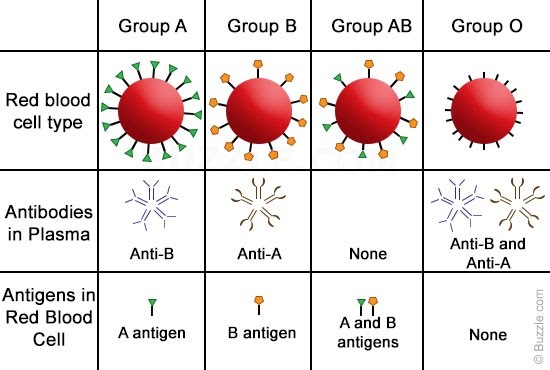 Group A
Group B
Group AB
Group O
Red blood
cell type
Antibodies
in Plasma
Anti-B
Anti-A
None
Anti-B and
Anti-A
Antigens in
Red Blood
Cell
A antigen
B antigen
A and B
antigens
None
© Buzzle.com